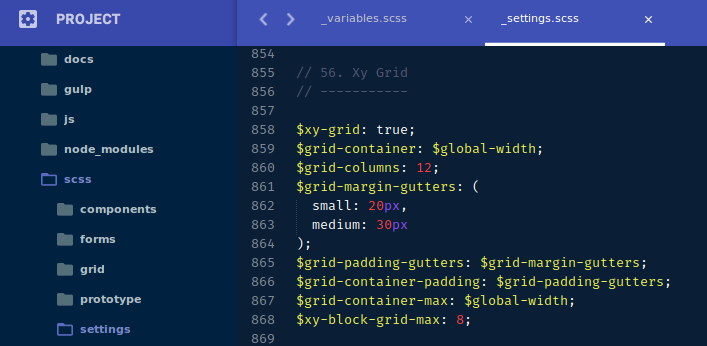 PROJECT
docs
gulp
js
node_modules
scss
components
forms
grid
prototype
settings
_variables.scss ×
_settings.scss ×
854
855 // 56. Xy Grid
856 // -----------
857
858 $xy-grid: true;
859 $grid-container: $global-width;
860 $grid-columns: 12;
861 $grid-margin-gutters: (
862 small: 20px,
863 medium: 30px
864 );
865 $grid-padding-gutters: $grid-margin-gutters;
866 $grid-container-padding: $grid-padding-gutters;
867 $grid-container-max: $global-width;
868 $xy-block-grid-max: 8;
869